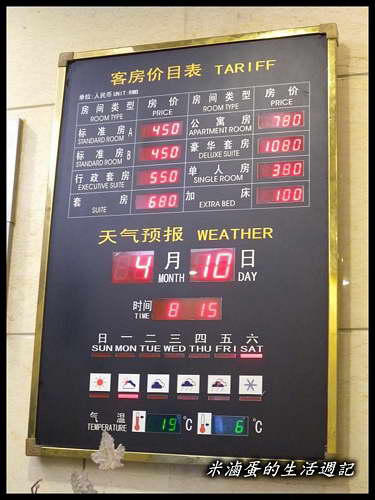 客房价目表 TARIFF
单位:人民币 UNIT:RMB
房间类型 ROOM TYPE 房价 PRICE 房间类型 ROOM TYPE 房价 PRICE
标准房A STANDARD ROOM 450 公寓房 APARTMENT ROOM 780
标准房B STANDARD ROOM 450 豪华套房 DELUXE SUITE 1080
行政套房 EXECUTIVE SUITE 550 单人房 SINGLE ROOM 380
套房 SUITE 680 加床 EXTRA BED 100
天气预报 WEATHER
4 月 MONTH 10 日 DAY
时间 TIME 8 15
日 一 二 三 四 五 六
SUN MON TUE WED THU FRI SAT
气温 TEMPERATURE 19 °C 6 °C
米滷蛋的生活週記